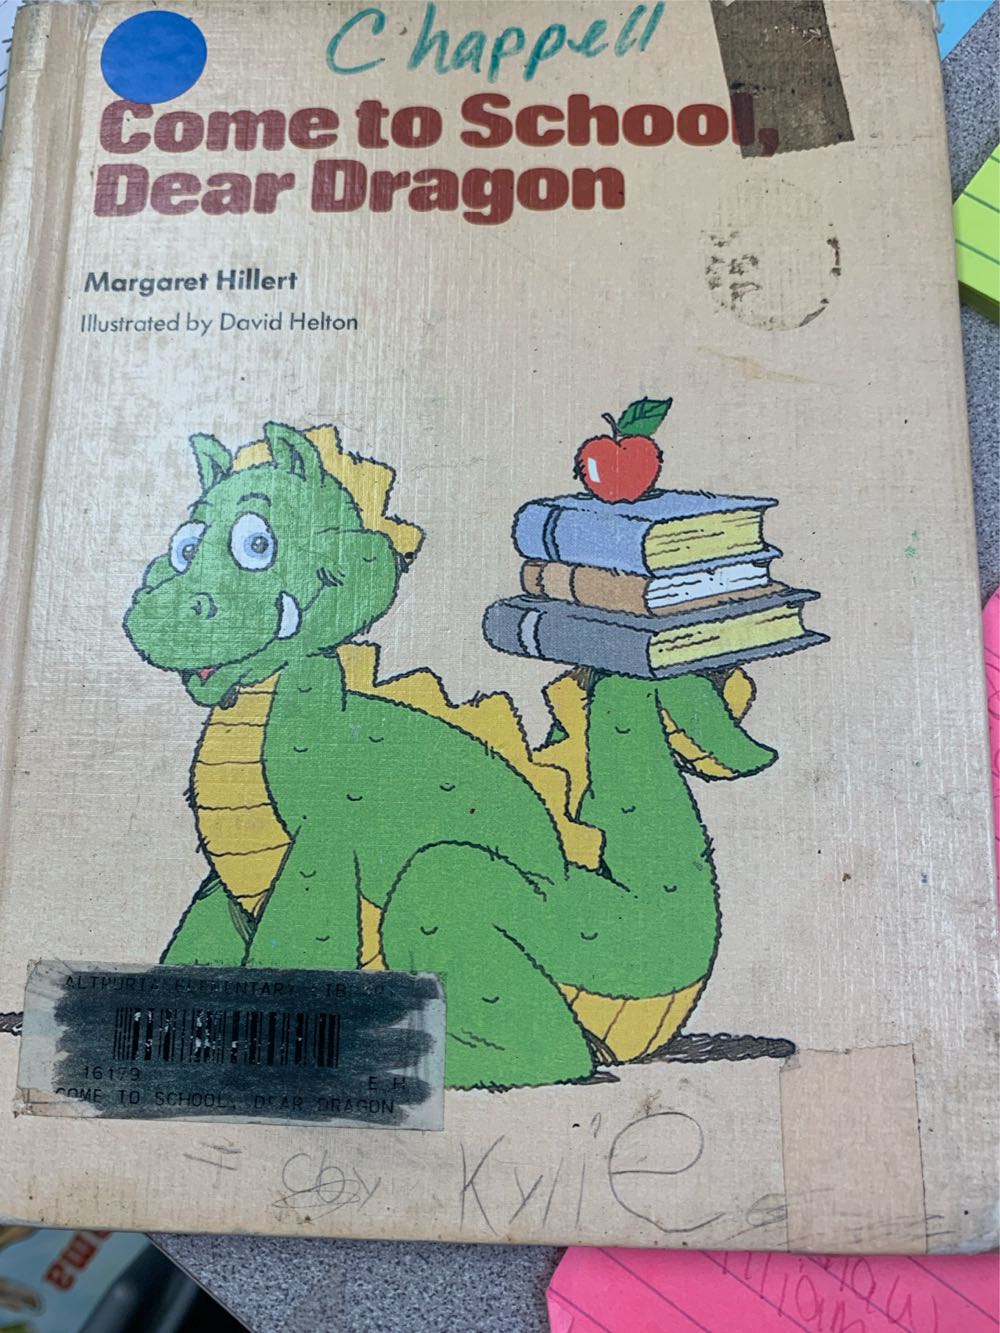 Chappell
Come to School,
Dear Dragon
Margaret Hillert
Illustrated by David Helton
ELEMENTARY
16179
E H
COME TO SCHOOL, DEAR DRAGON
Kylie